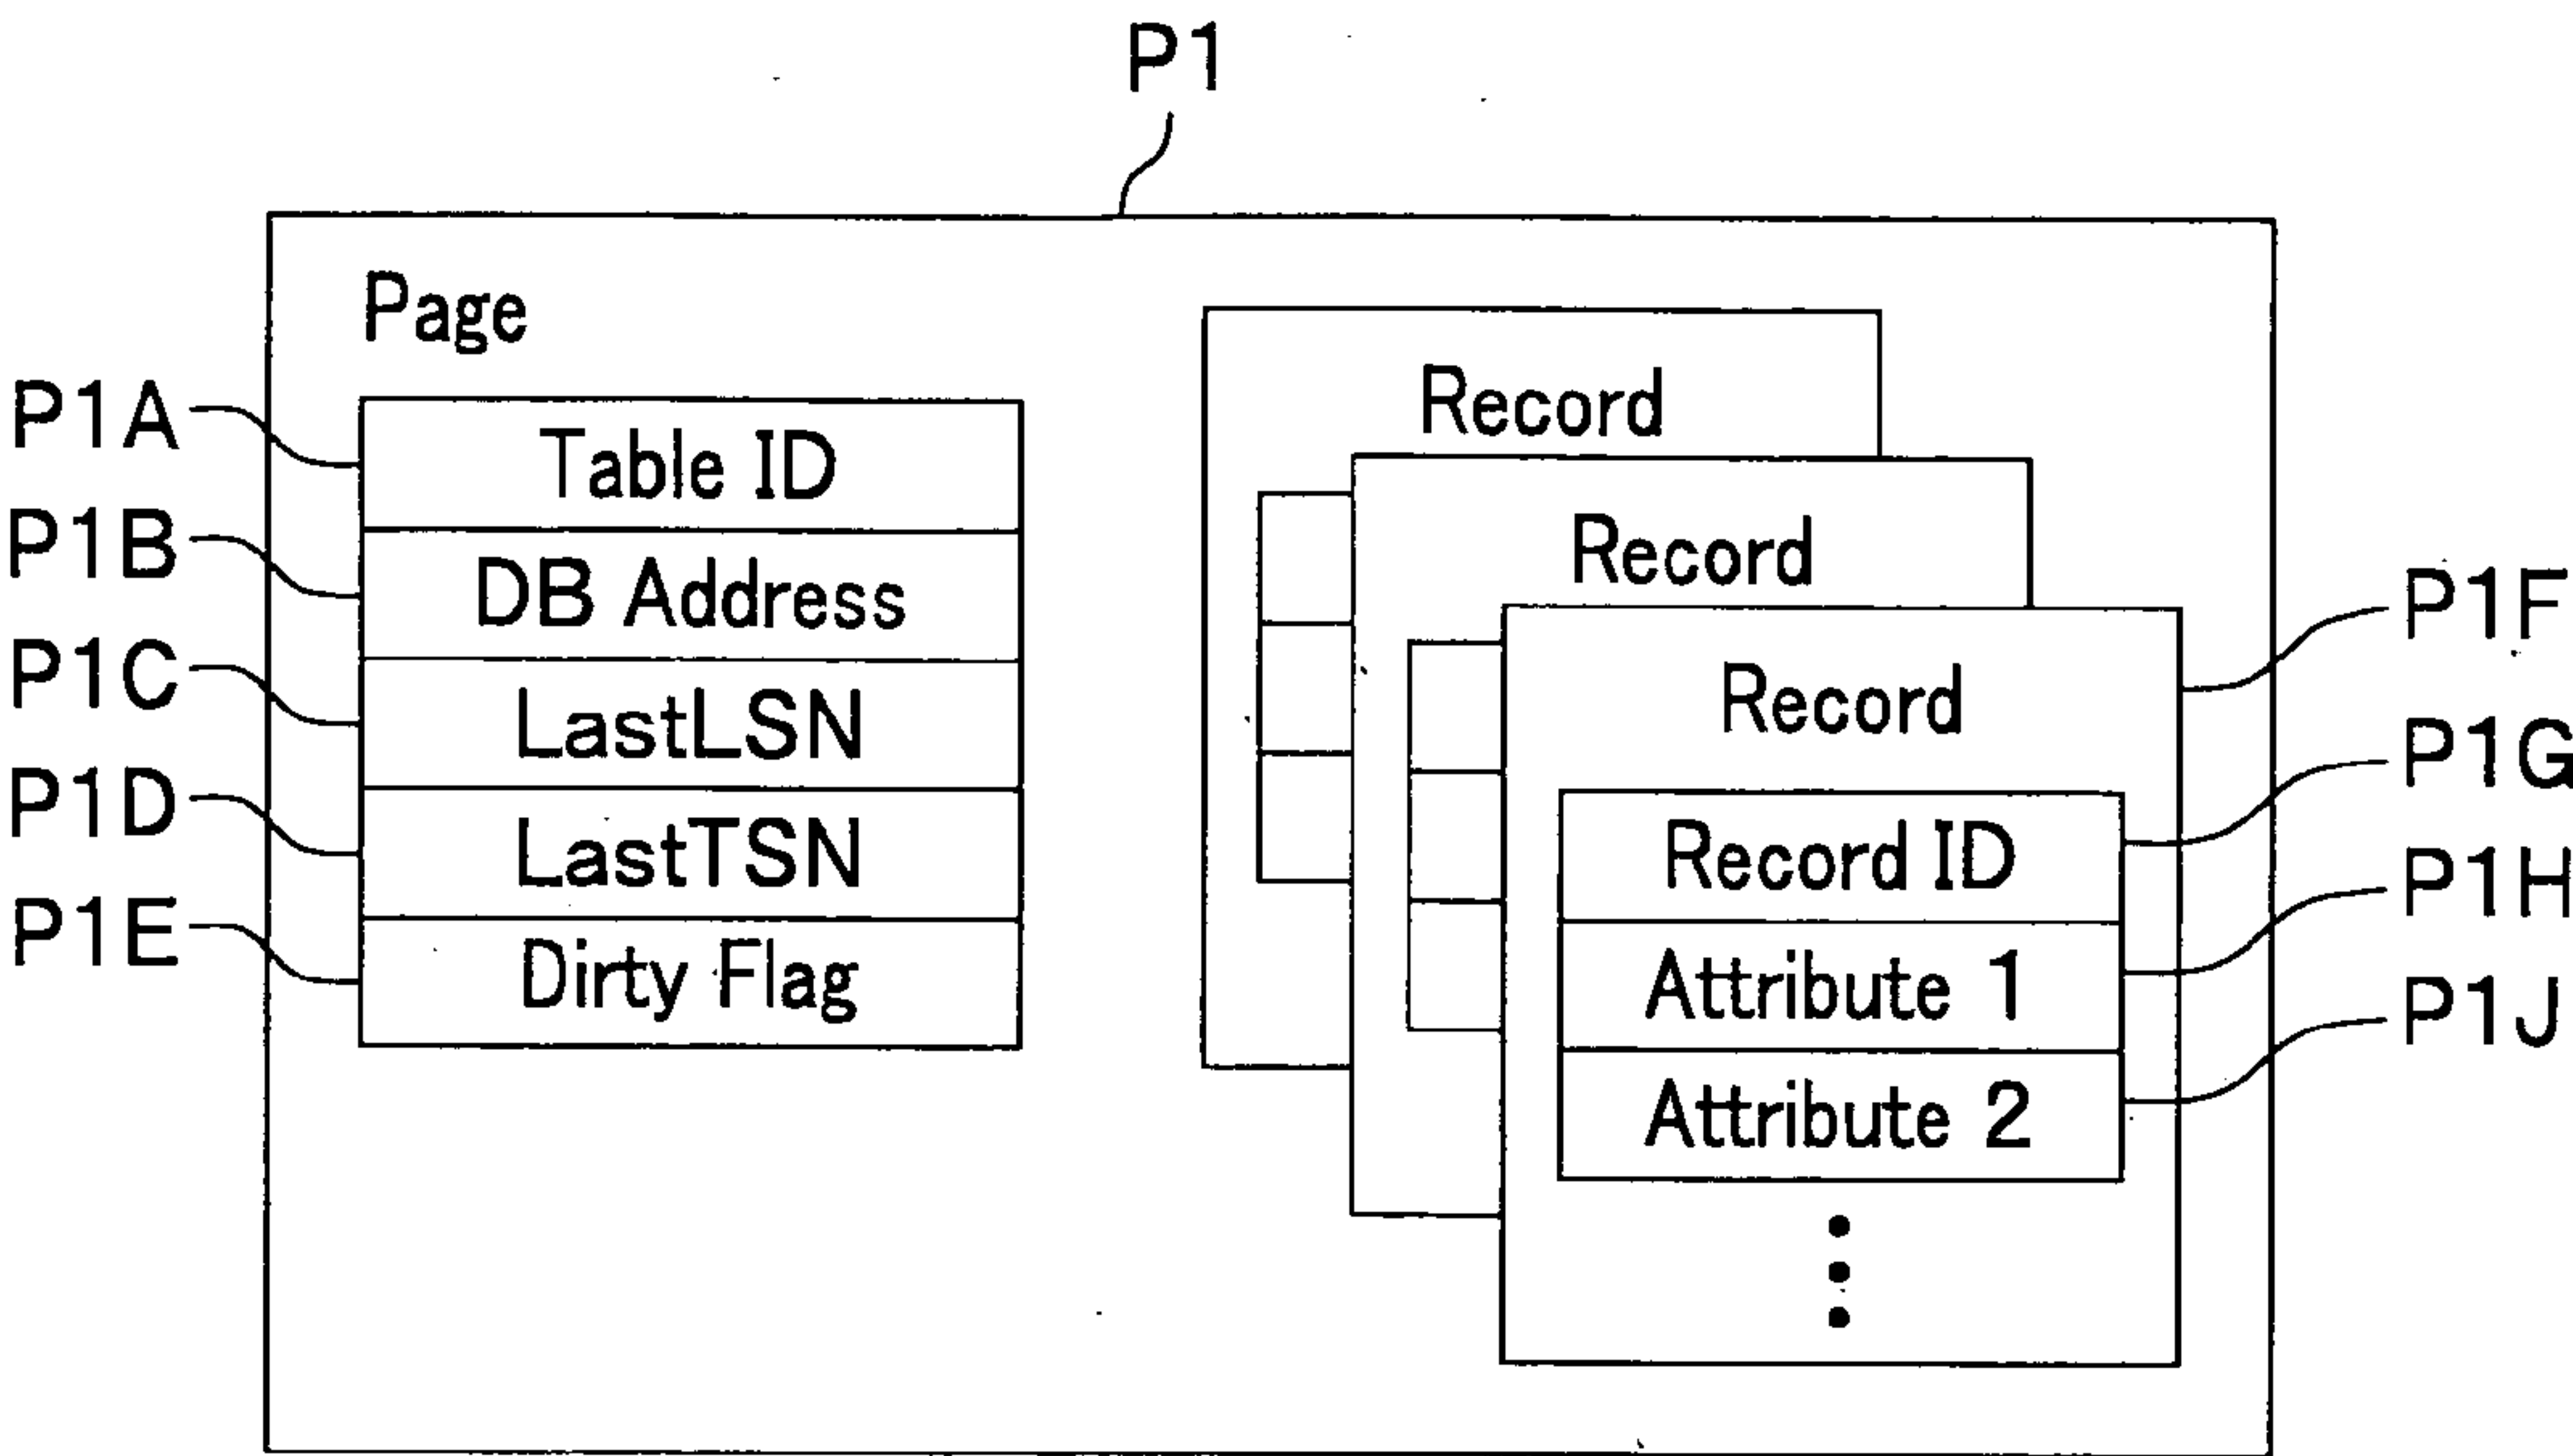 P1
Page
P1A
Table ID
P1B
DB Address
P1C
LastLSN
P1D
LastTSN
P1E
Dirty Flag
Record
Record
Record
P1F
Record ID
P1G
Attribute 1
P1H
Attribute 2
P1J